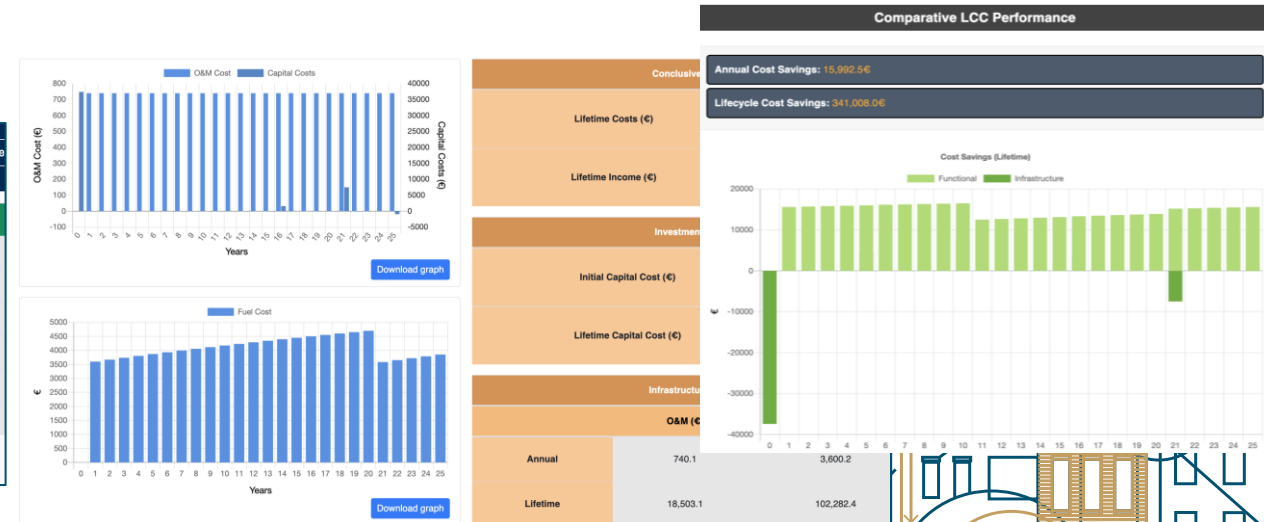 Comparative LCC Performance
Annual Cost Savings: 15,992.5€
Lifecycle Cost Savings: 341,008.0€
Cost Savings (Lifetime)
Functional Infrastructure
20000
10000
0
-10000
-20000
-30000
-40000
€
0 1 2 3 4 5 6 7 8 9 10 11 12 13 14 15 16 17 18 19 20 21 22 23 24 25
O&M Cost Capital Costs
800
700
600
500
400
300
200
100
0
-100
O&M Cost (€)
40000
35000
30000
25000
20000
15000
10000
5000
0
-5000
Capital Costs (€)
0 1 2 3 4 5 6 7 8 9 10 11 12 13 14 15 16 17 18 19 20 21 22 23 24 25
Years
Download graph
Fuel Cost
5000
4500
4000
3500
3000
2500
2000
1500
1000
500
0
€
0 1 2 3 4 5 6 7 8 9 10 11 12 13 14 15 16 17 18 19 20 21 22 23 24 25
Years
Download graph
Conclusive
Lifetime Costs (€)
Lifetime Income (€)
Investmen
Initial Capital Cost (€)
Lifetime Capital Cost (€)
Infrastructu
O&M (€
Annual 740.1 3,600.2
Lifetime 18,503.1 102,282.4